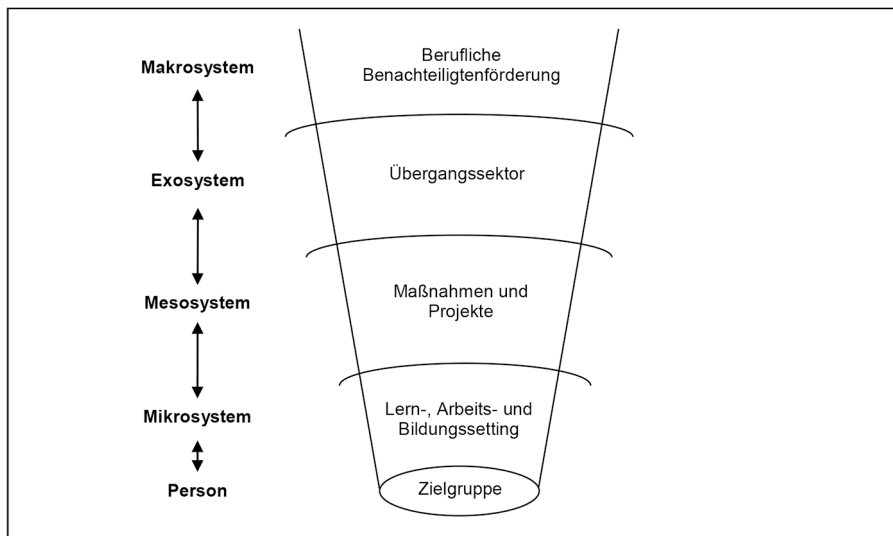 Makrosystem
Berufliche
Benachteiligtenförderung
Exosystem
Übergangssektor
Mesosystem
Maßnahmen und
Projekte
Mikrosystem
Lern-, Arbeits- und
Bildungssetting
Person
Zielgruppe